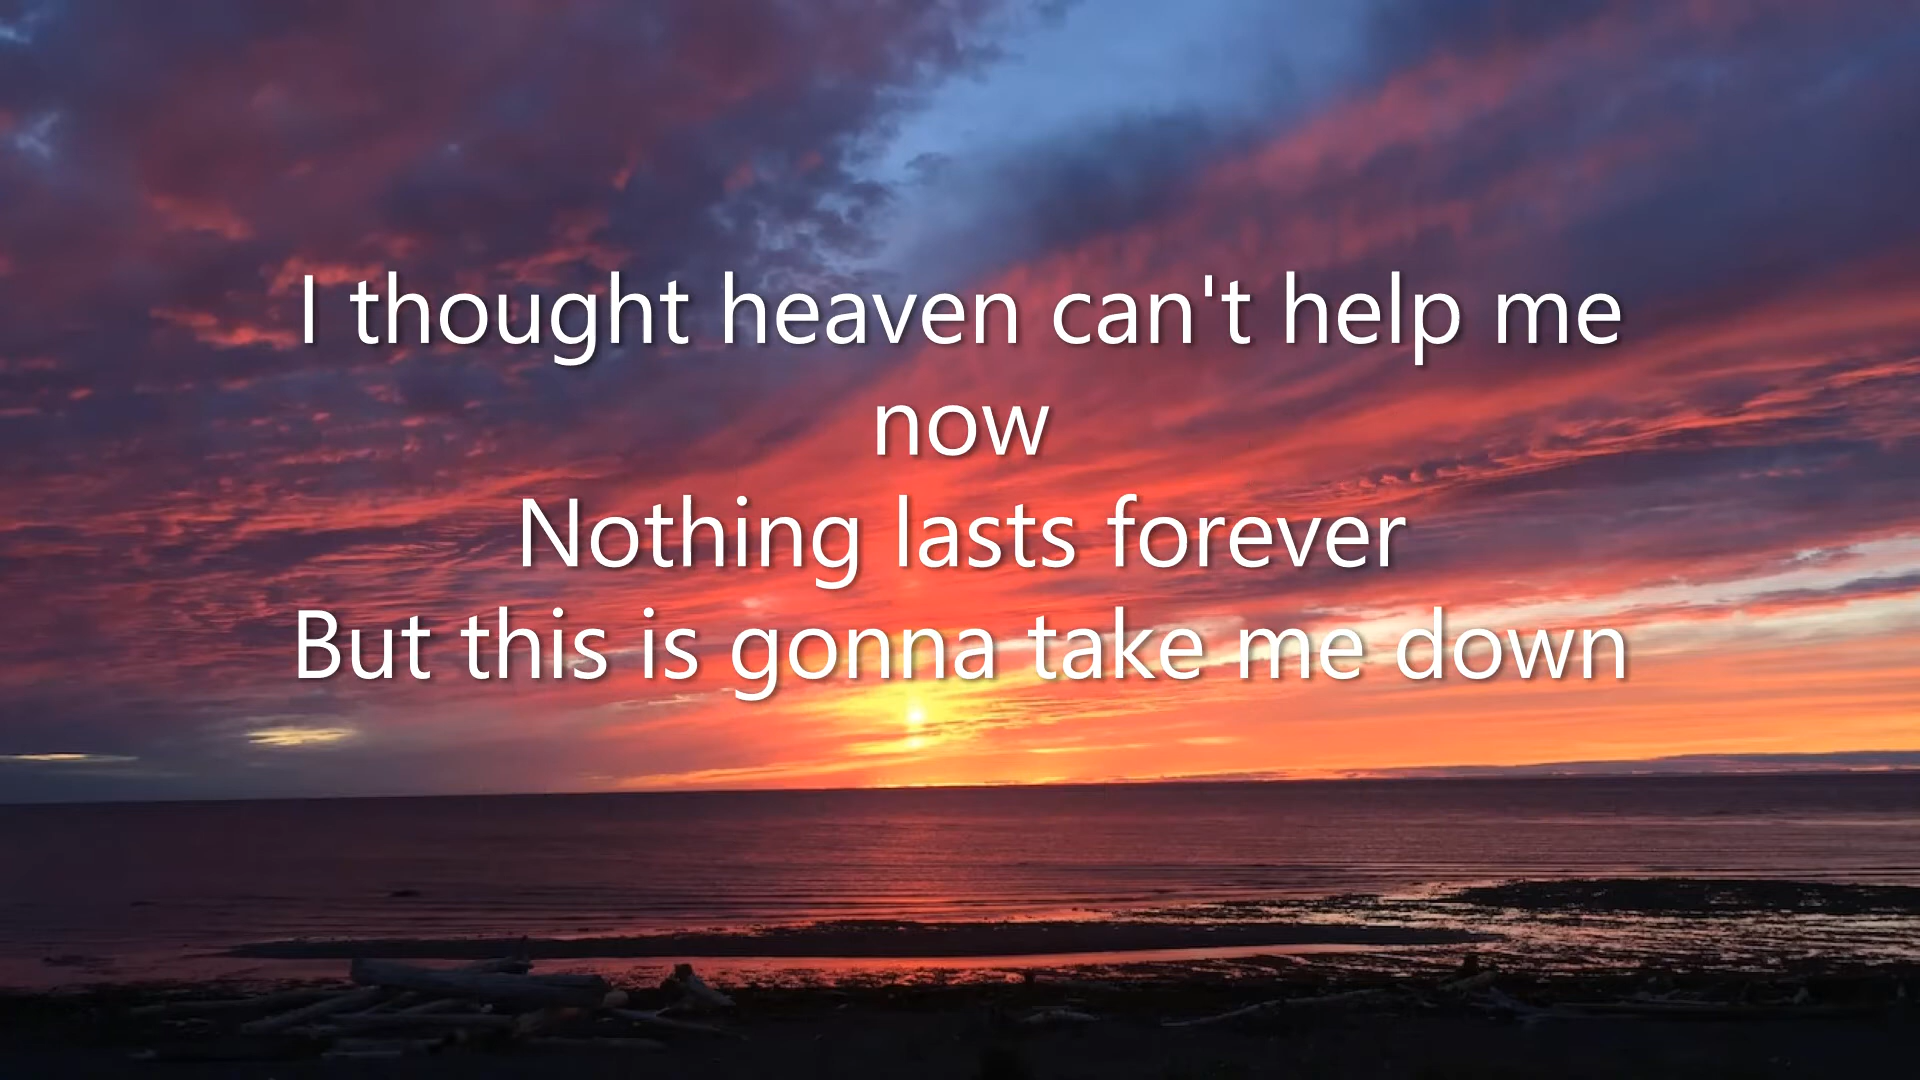 I thought heaven can't help me
now
Nothing lasts forever
But this is gonna take me down